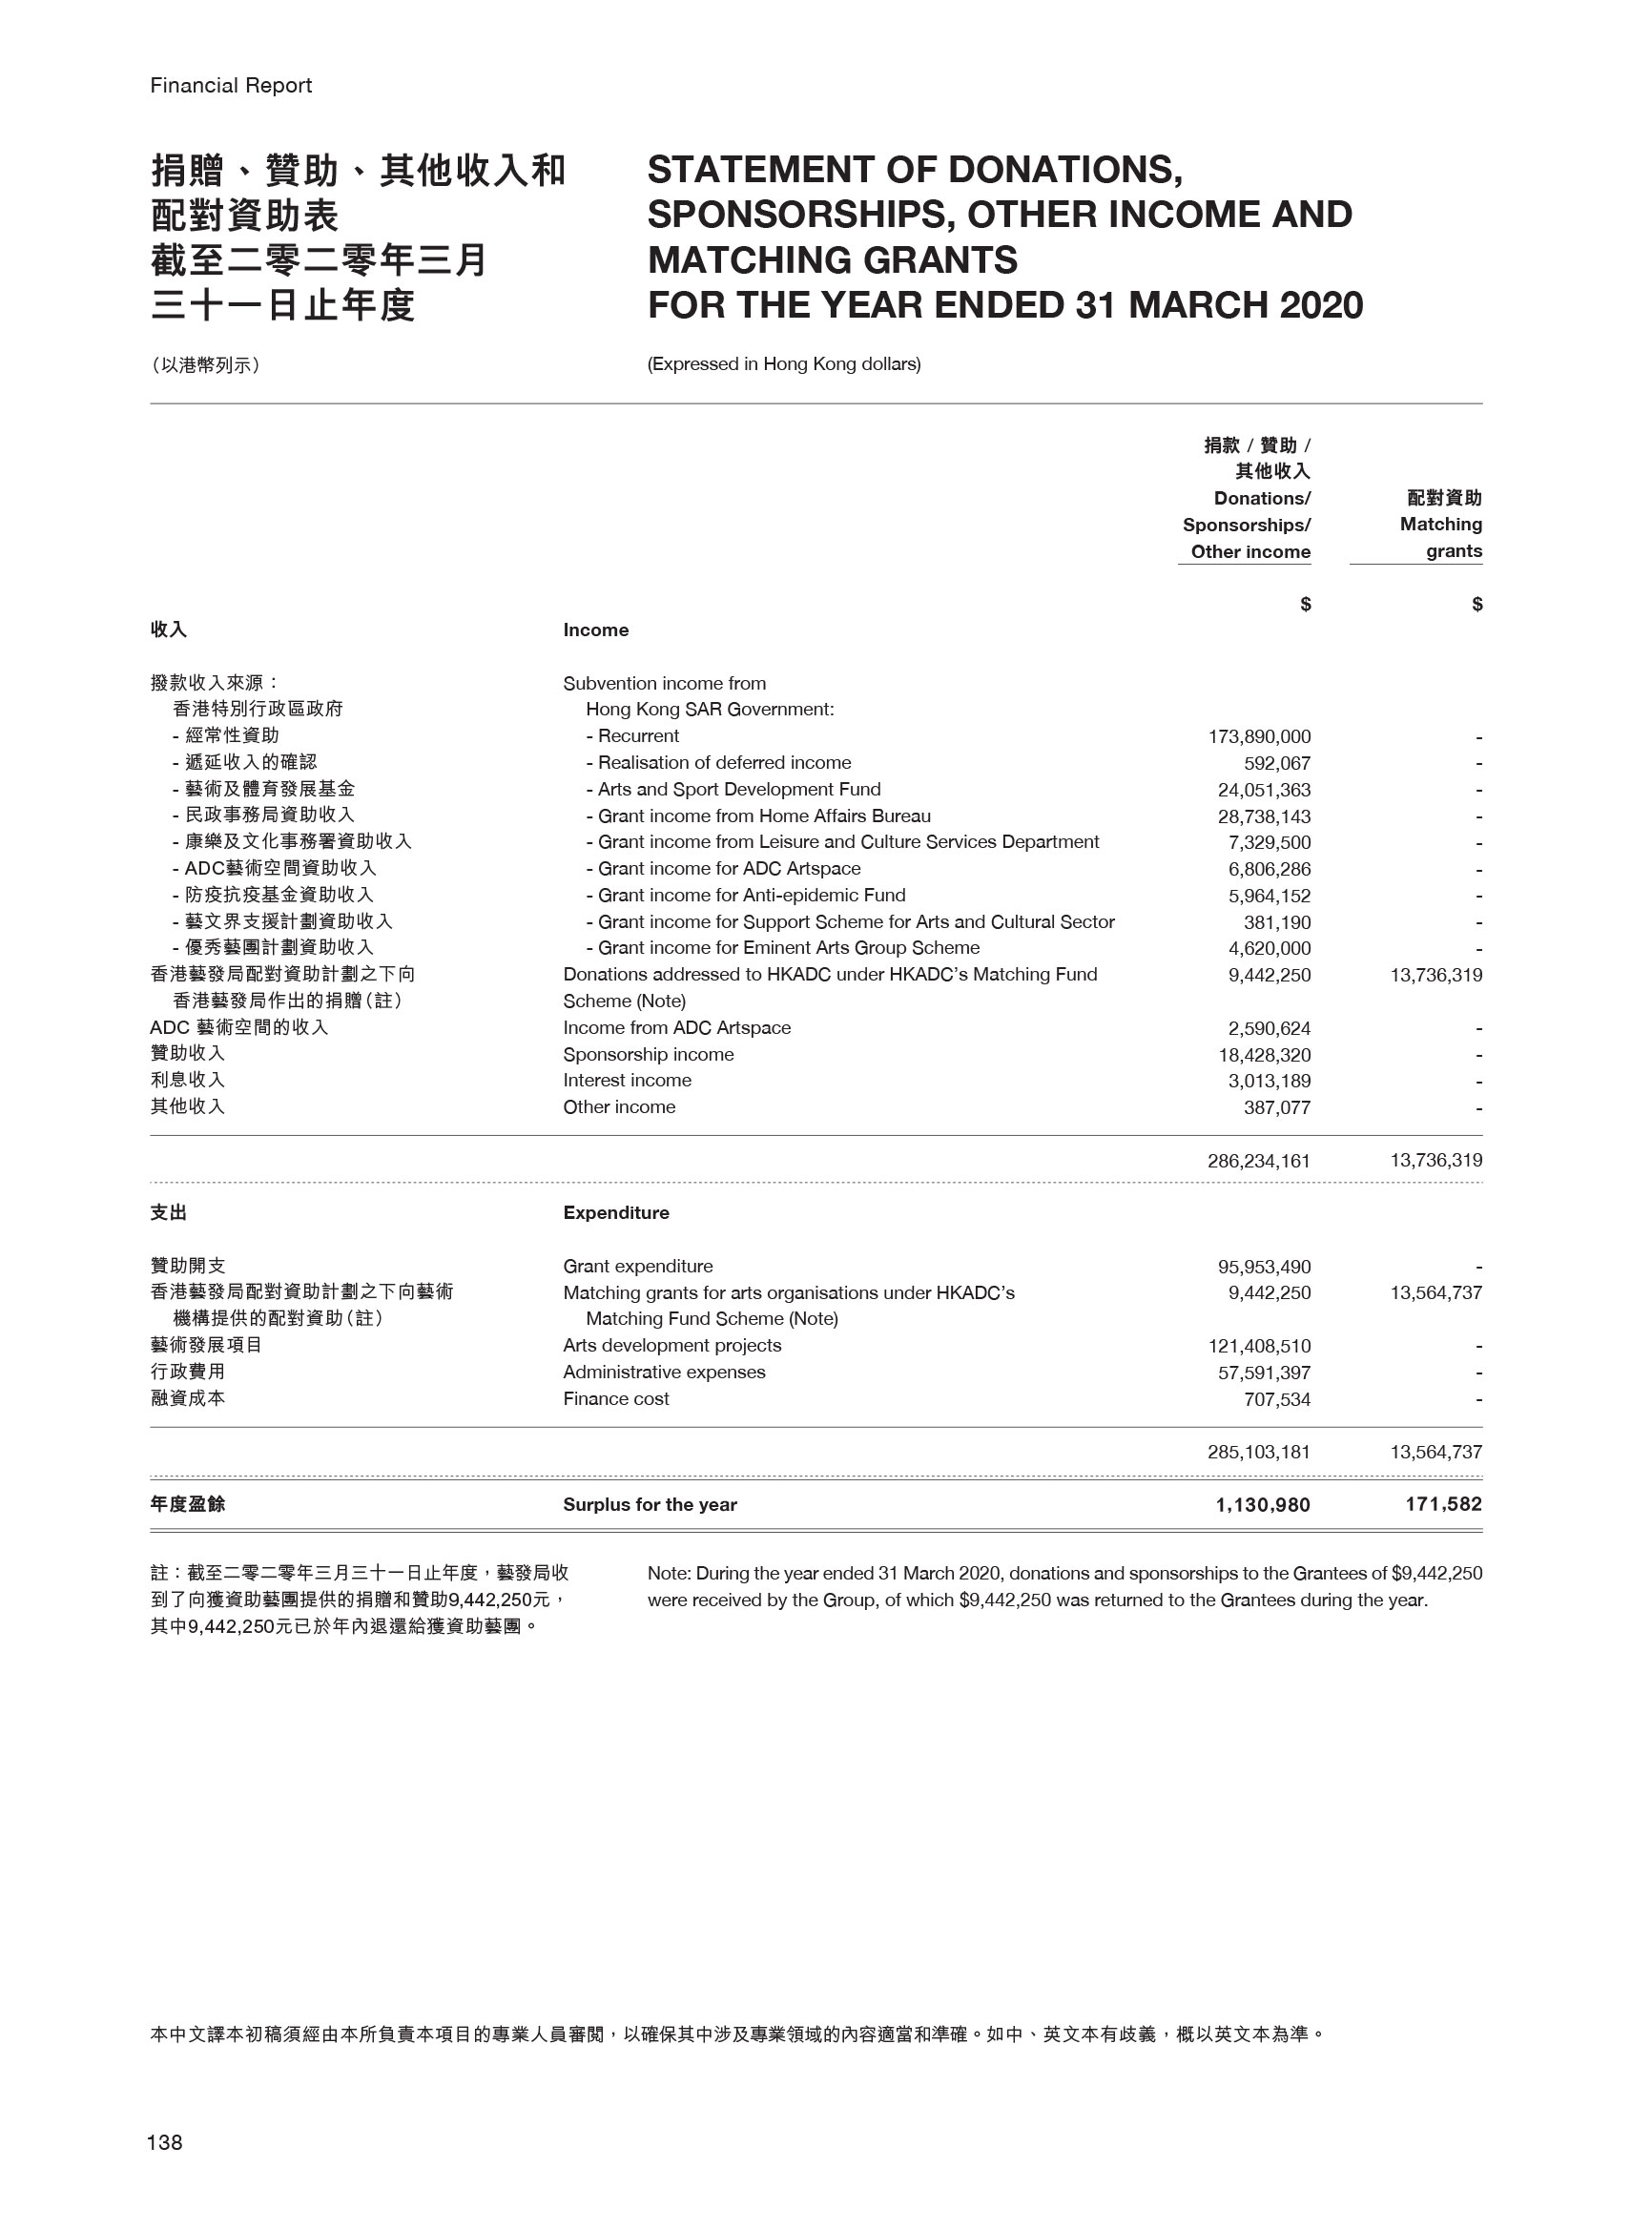 Financial Report
捐贈、贊助、其他收入和
配對資助表
截至二零二零年三月
三十一日止年度
STATEMENT OF DONATIONS,
SPONSORSHIPS, OTHER INCOME AND
MATCHING GRANTS
FOR THE YEAR ENDED 31 MARCH 2020
（以港幣列示）
(Expressed in Hong Kong dollars)
捐款 / 贊助 /
其他收入
Donations/
Sponsorships/
Other income
配對資助
Matching
grants
$ $
收入 Income
撥款收入來源： Subvention income from
香港特別行政區政府 Hong Kong SAR Government:
- 經常性資助 - Recurrent 173,890,000 -
- 遞延收入的確認 - Realisation of deferred income 592,067 -
- 藝術及體育發展基金 - Arts and Sport Development Fund 24,051,363 -
- 民政事務局資助收入 - Grant income from Home Affairs Bureau 28,738,143 -
- 康樂及文化事務署資助收入 - Grant income from Leisure and Culture Services Department 7,329,500 -
- ADC藝術空間資助收入 - Grant income for ADC Artspace 6,806,286 -
- 防疫抗疫基金資助收入 - Grant income for Anti-epidemic Fund 5,964,152 -
- 藝文界支援計劃資助收入 - Grant income for Support Scheme for Arts and Cultural Sector 381,190 -
- 優秀藝團計劃資助收入 - Grant income for Eminent Arts Group Scheme 4,620,000 -
香港藝發局配對資助計劃之下向 Donations addressed to HKADC under HKADC’s Matching Fund 9,442,250 13,736,319
香港藝發局作出的捐贈（註） Scheme (Note)
ADC 藝術空間的收入 Income from ADC Artspace 2,590,624 -
贊助收入 Sponsorship income 18,428,320 -
利息收入 Interest income 3,013,189 -
其他收入 Other income 387,077 -
286,234,161 13,736,319
支出 Expenditure
贊助開支 Grant expenditure 95,953,490 -
香港藝發局配對資助計劃之下向藝術 Matching grants for arts organisations under HKADC’s 9,442,250 13,564,737
機構提供的配對資助（註） Matching Fund Scheme (Note)
藝術發展項目 Arts development projects 121,408,510 -
行政費用 Administrative expenses 57,591,397 -
融資成本 Finance cost 707,534 -
285,103,181 13,564,737
年度盈餘 Surplus for the year 1,130,980 171,582
註：截至二零二零年三月三十一日止年度，藝發局收
到了向獲資助藝團提供的捐贈和贊助9,442,250元，
其中9,442,250元已於年內退還給獲資助藝團。
Note: During the year ended 31 March 2020, donations and sponsorships to the Grantees of $9,442,250
were received by the Group, of which $9,442,250 was returned to the Grantees during the year.
本中文譯本初稿須經由本所負責本項目的專業人員審閱，以確保其中涉及專業領域的內容適當和準確。如中、英文本有歧義，概以英文本為準。
138